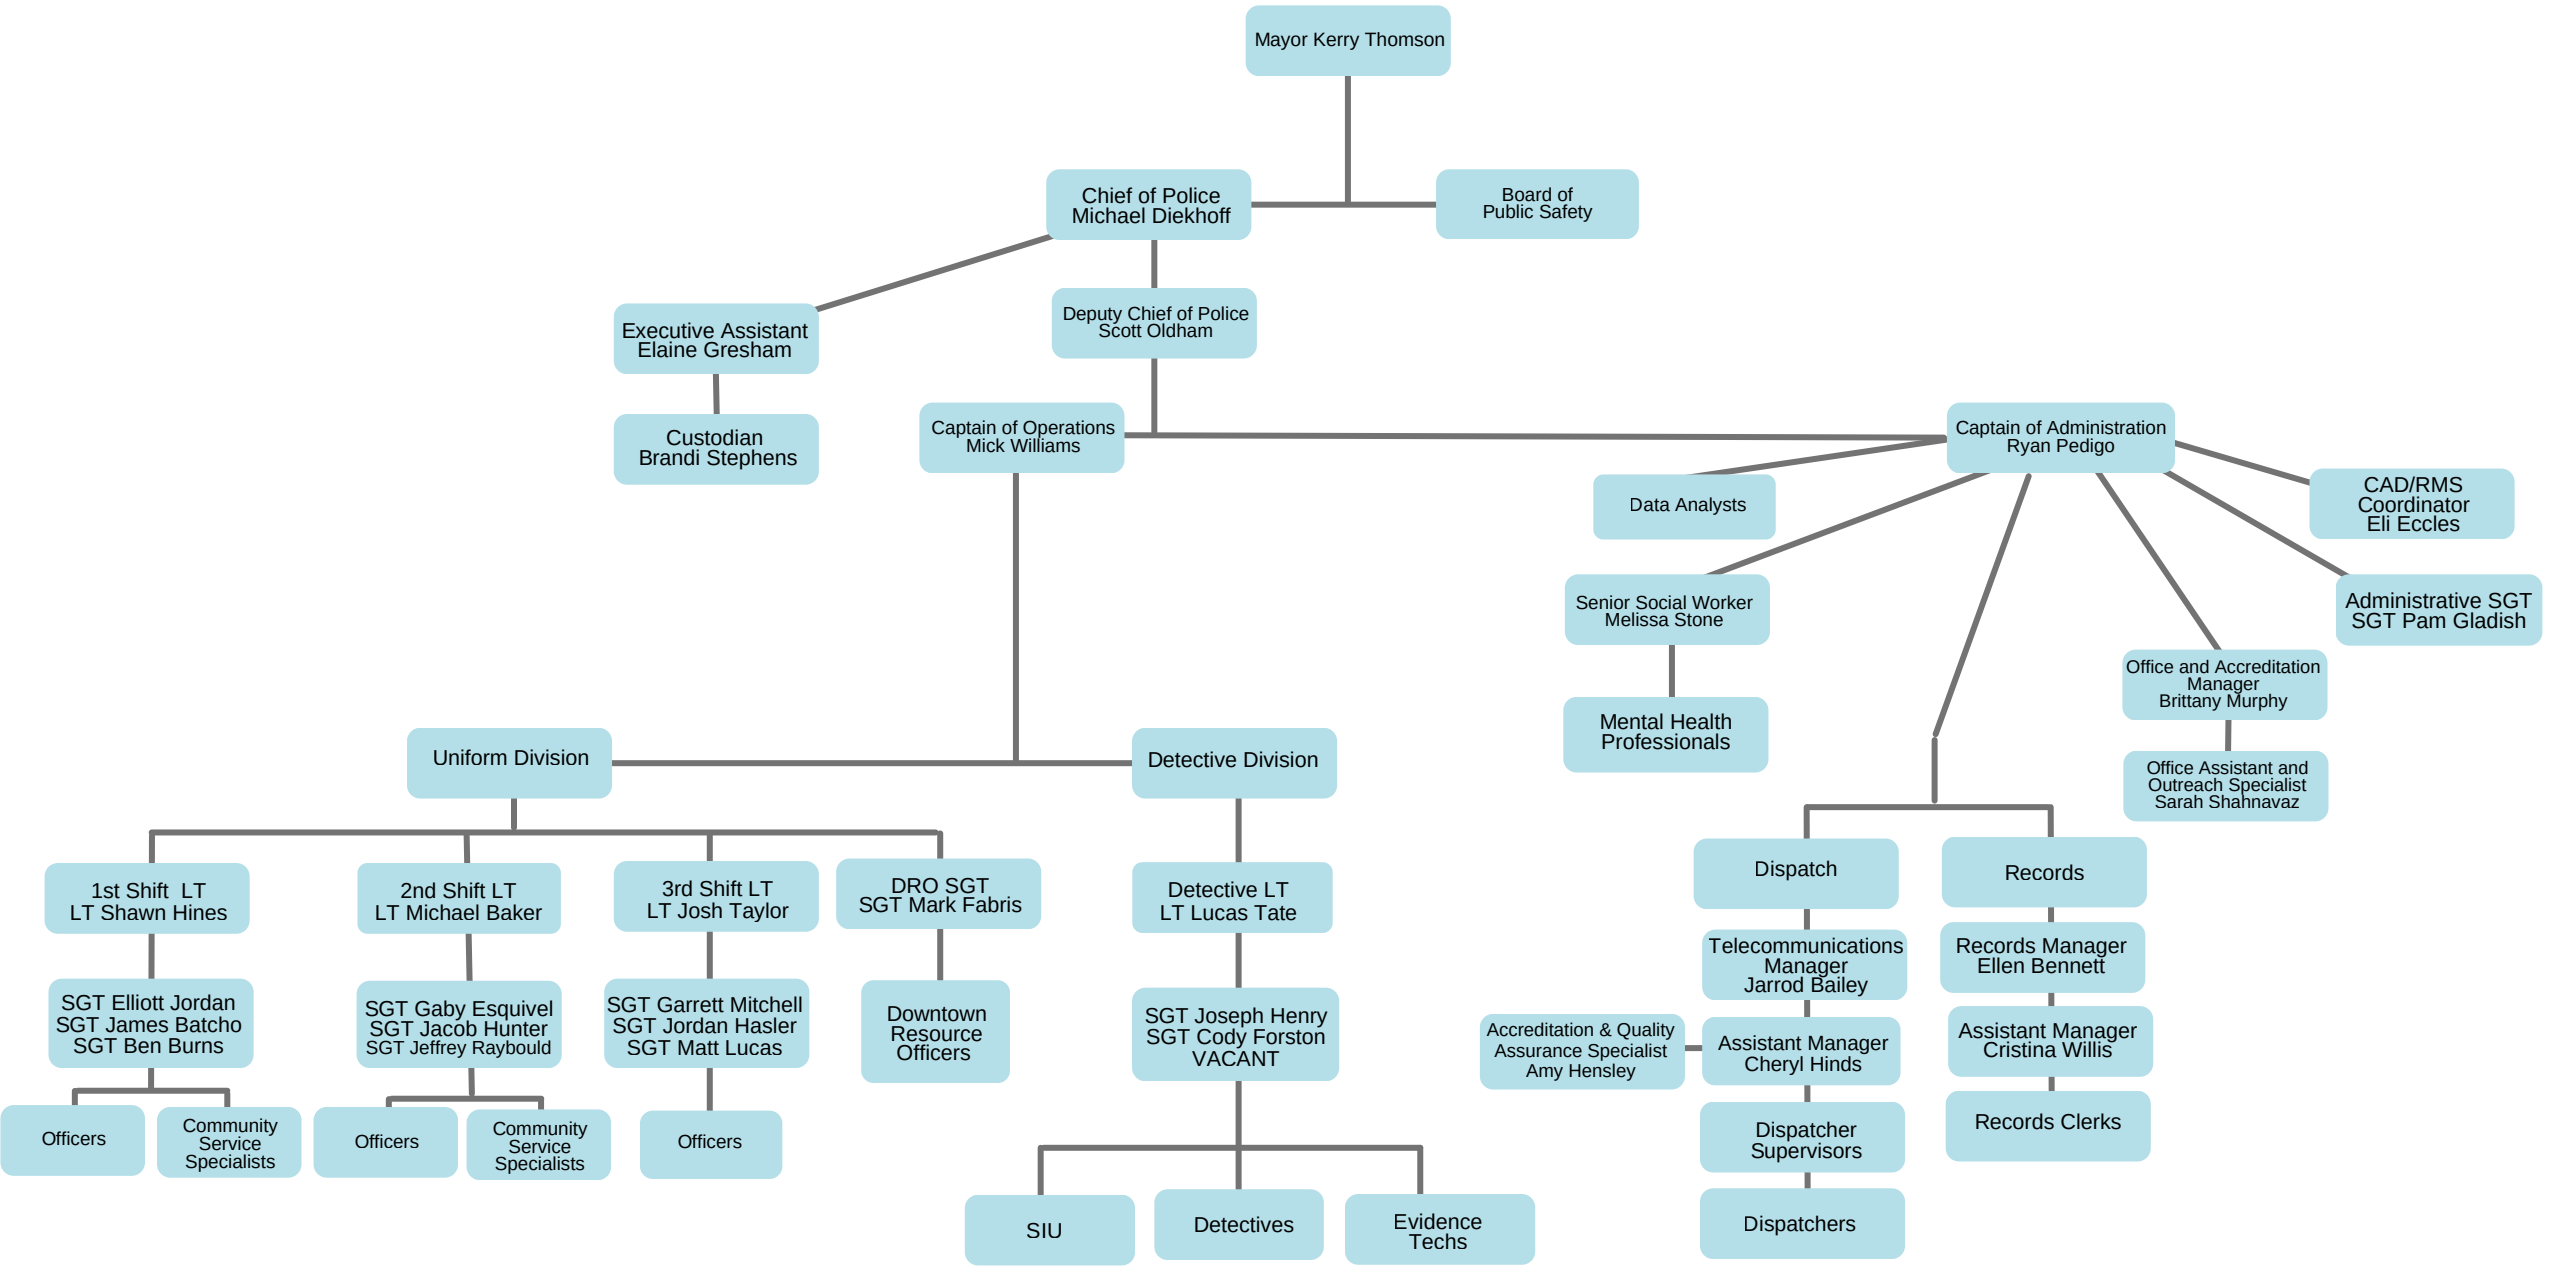 Mayor Kerry Thomson
Chief of Police
Michael Diekhoff
Board of
Public Safety
Executive Assistant
Elaine Gresham
Deputy Chief of Police
Scott Oldham
Custodian
Brandi Stephens
Captain of Operations
Mick Williams
Captain of Administration
Ryan Pedigo
Data Analysts
CAD/RMS
Coordinator
Eli Eccles
Senior Social Worker
Melissa Stone
Administrative SGT
SGT Pam Gladish
Office and Accreditation
Manager
Brittany Murphy
Mental Health
Professionals
Office Assistant and
Outreach Specialist
Sarah Shahnavaz
Uniform Division
Detective Division
1st Shift LT
LT Shawn Hines
2nd Shift LT
LT Michael Baker
3rd Shift LT
LT Josh Taylor
DRO SGT
SGT Mark Fabris
Detective LT
LT Lucas Tate
Dispatch
Records
Telecommunications
Manager
Jarrod Bailey
Records Manager
Ellen Bennett
SGT Elliott Jordan
SGT James Batcho
SGT Ben Burns
SGT Gaby Esquivel
SGT Jacob Hunter
SGT Jeffrey Raybould
SGT Garrett Mitchell
SGT Jordan Hasler
SGT Matt Lucas
Downtown
Resource
Officers
SGT Joseph Henry
SGT Cody Forston
VACANT
Accreditation & Quality
Assurance Specialist
Amy Hensley
Assistant Manager
Cheryl Hinds
Assistant Manager
Cristina Willis
Officers
Community
Service
Specialists
Officers
Community
Service
Specialists
Officers
Dispatcher
Supervisors
Records Clerks
SIU
Detectives
Evidence
Techs
Dispatchers